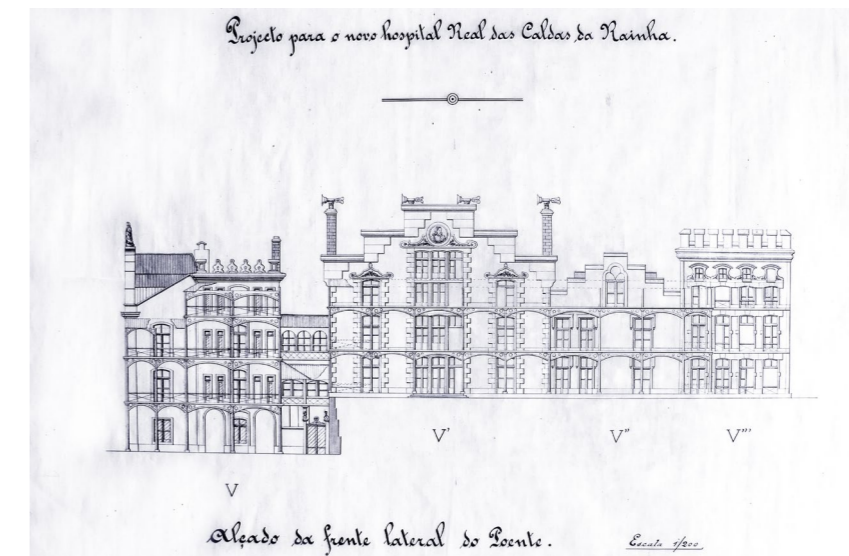 Projecto para o novo hospital Real das Caldas da Rainha.
V' V" V"'
V
Alçado da frente lateral do Poente.
Escala 1/200